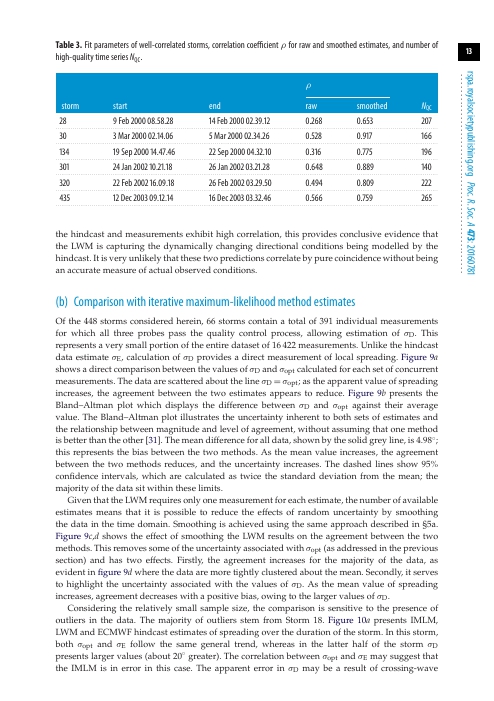 Table 3. Fit parameters of well-correlated storms, correlation coefficient ρ for raw and smoothed estimates, and number of
high-quality time series N_QC.
ρ
storm start end raw smoothed N_QC
28 9 Feb 2000 08.58.28 14 Feb 2000 02.39.12 0.268 0.653 207
30 3 Mar 2000 02.14.06 5 Mar 2000 02.34.26 0.528 0.917 166
134 19 Sep 2000 14.47.46 22 Sep 2000 04.32.10 0.316 0.775 196
301 24 Jan 2002 10.21.18 26 Jan 2002 03.21.28 0.648 0.889 140
320 22 Feb 2002 16.09.18 26 Feb 2002 03.29.50 0.494 0.809 222
435 12 Dec 2003 09.12.14 16 Dec 2003 03.32.46 0.566 0.759 265
the hindcast and measurements exhibit high correlation, this provides conclusive evidence that
the LWM is capturing the dynamically changing directional conditions being modelled by the
hindcast. It is very unlikely that these two predictions correlate by pure coincidence without being
an accurate measure of actual observed conditions.
(b) Comparison with iterative maximum-likelihood method estimates
Of the 448 storms considered herein, 66 storms contain a total of 391 individual measurements
for which all three probes pass the quality control process, allowing estimation of σ_D. This
represents a very small portion of the entire dataset of 16 422 measurements. Unlike the hindcast
data estimate σ_E, calculation of σ_D provides a direct measurement of local spreading. Figure 9a
shows a direct comparison between the values of σ_D and σ_opt calculated for each set of concurrent
measurements. The data are scattered about the line σ_D = σ_opt; as the apparent value of spreading
increases, the agreement between the two estimates appears to reduce. Figure 9b presents the
Bland–Altman plot which displays the difference between σ_D and σ_opt against their average
value. The Bland–Altman plot illustrates the uncertainty inherent to both sets of estimates and
the relationship between magnitude and level of agreement, without assuming that one method
is better than the other [31]. The mean difference for all data, shown by the solid grey line, is 4.98°;
this represents the bias between the two methods. As the mean value increases, the agreement
between the two methods reduces, and the uncertainty increases. The dashed lines show 95%
confidence intervals, which are calculated as twice the standard deviation from the mean; the
majority of the data sit within these limits.
Given that the LWM requires only one measurement for each estimate, the number of available
estimates means that it is possible to reduce the effects of random uncertainty by smoothing
the data in the time domain. Smoothing is achieved using the same approach described in §5a.
Figure 9c,d shows the effect of smoothing the LWM results on the agreement between the two
methods. This removes some of the uncertainty associated with σ_opt (as addressed in the previous
section) and has two effects. Firstly, the agreement increases for the majority of the data, as
evident in figure 9d where the data are more tightly clustered about the mean. Secondly, it serves
to highlight the uncertainty associated with the values of σ_D. As the mean value of spreading
increases, agreement decreases with a positive bias, owing to the larger values of σ_D.
Considering the relatively small sample size, the comparison is sensitive to the presence of
outliers in the data. The majority of outliers stem from Storm 18. Figure 10a presents IMLM,
LWM and ECMWF hindcast estimates of spreading over the duration of the storm. In this storm,
both σ_opt and σ_E follow the same general trend, whereas in the latter half of the storm σ_D
presents larger values (about 20° greater). The correlation between σ_opt and σ_E may suggest that
the IMLM is in error in this case. The apparent error in σ_D may be a result of crossing-wave
13
rspa.royalsocietypublishing.org Proc. R. Soc. A 473: 20160781